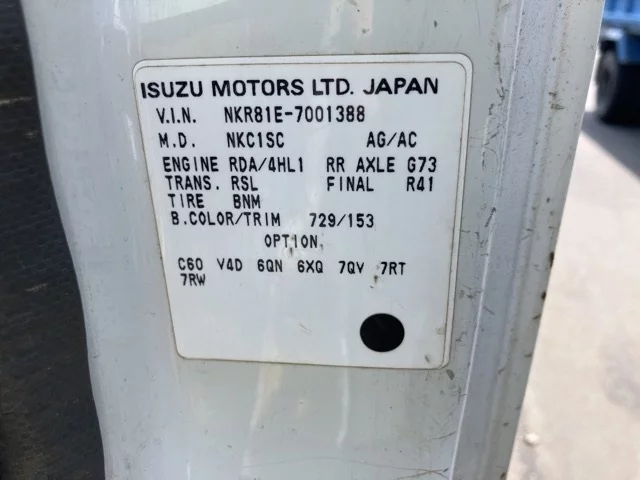 ISUZU MOTORS LTD. JAPAN
V.I.N. NKR81E-7001388
M.D. NKC1SC AG/AC
ENGINE RDA/4HL1 RR AXLE G73
TRANS. RSL FINAL R41
TIRE BNM
B.COLOR/TRIM 729/153
OPTION
C60 V4D 6QN 6XQ 7QV 7RT
7RW